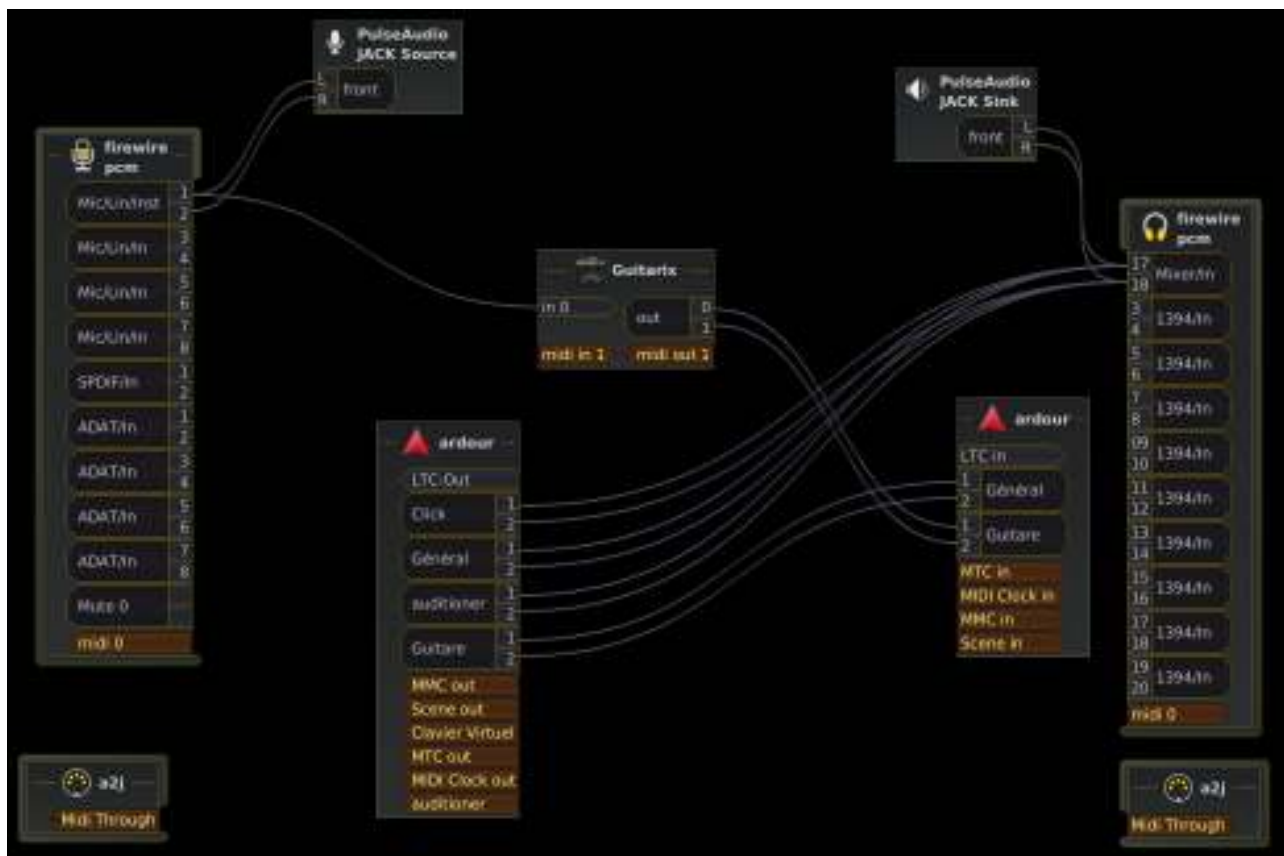 PulseAudio
JACK Source
L
R
front
firewire
pcm
Mic/Lin/Inst
1
2
Mic/Lin/In
3
4
Mic/Lin/In
5
6
Mic/Lin/In
7
8
SPDIF/In
1
2
ADAT/In
1
2
ADAT/In
3
4
ADAT/In
5
6
ADAT/In
7
8
Mute 0
midi 0
a2j
Midi Through
Guitarix
in 0
out
0
1
midi in 1
midi out 1
ardour
LTC-Out
Click
1
2
Général
1
2
auditioner
1
2
Guitare
1
2
MMC out
Scene out
Clavier Virtuel
MTC out
MIDI Clock out
auditioner
PulseAudio
JACK Sink
front
L
R
ardour
LTC in
1
2
Général
1
2
Guitare
MTC in
MIDI Clock in
MMC in
Scene in
firewire
pcm
17
18
Mixer/In
3
4
1394/In
5
6
1394/In
7
8
1394/In
09
10
1394/In
11
12
1394/In
13
14
1394/In
15
16
1394/In
17
18
1394/In
19
20
1394/In
midi 0
a2j
Midi Through